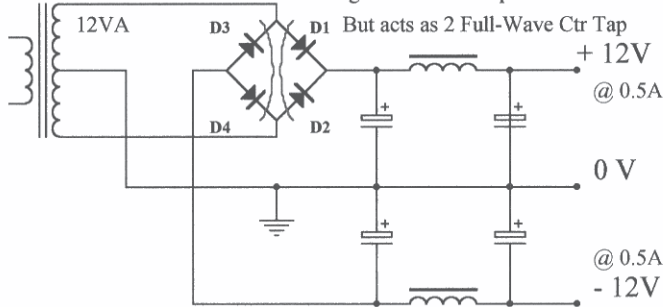 12VA
D3
D1
But acts as 2 Full-Wave Ctr Tap
+ 12V
@ 0.5A
D4
D2
+
+
0 V
+
+
@ 0.5A
- 12V